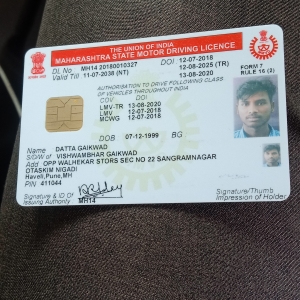 THE UNION OF INDIA
MAHARASHTRA STATE MOTOR DRIVING LICENCE
DL No MH14 20180010327 DOI 12-07-2018
Valid Till 11-07-2038 (NT) 12-08-2025 (TR)
13-08-2020
FORM 7
RULE 16 (2)
AUTHORISATION TO DRIVE FOLLOWING CLASS
OF VEHICLES THROUGHOUT INDIA
COV DOI
LMV-TR 13-08-2020
LMV 12-07-2018
MCWG 12-07-2018
DOB 07-12-1999 BG
Name DATTA GAIKWAD
S/D/W of VISHWAMBHAR GAIKWAD
Add OPP WALHEKAR STORS SEC NO 22 SANGRAMNAGAR
OTASKIM NIGADI
Haveli,Pune,MH
PIN 411044
Signature & ID Of
Issuing Authority MH14
Signature/Thumb
Impression of Holder